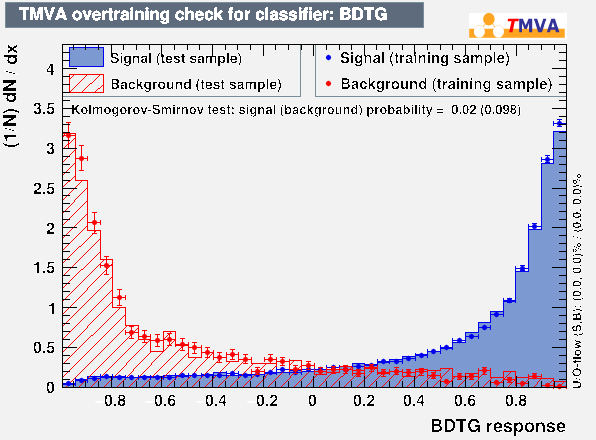 TMVA overtraining check for classifier: BDTG
TMVA
Signal (test sample)
Background (test sample)
Signal (training sample)
Background (training sample)
Kolmogorov-Smirnov test: signal (background) probability = 0.02 (0.098)
(1/N) dN / dx
4
3.5
3
2.5
2
1.5
1
0.5
0
-0.8 -0.6 -0.4 -0.2 0 0.2 0.4 0.6 0.8
BDTG response
U/O-flow (S,B): (0.0, 0.0)% / (0.0, 0.0)%